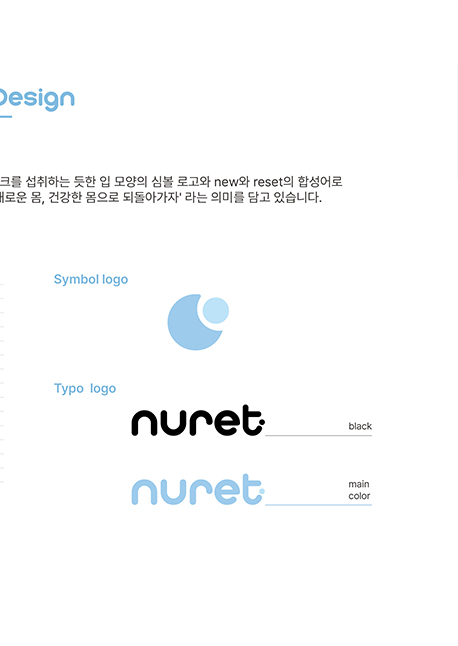 Design
크를 섭취하는 듯한 입 모양의 심볼 로고와 new와 reset의 합성어로
새로운 몸, 건강한 몸으로 되돌아가자' 라는 의미를 담고 있습니다.
Symbol logo
Typo logo
nuret
black
nuret
main
color